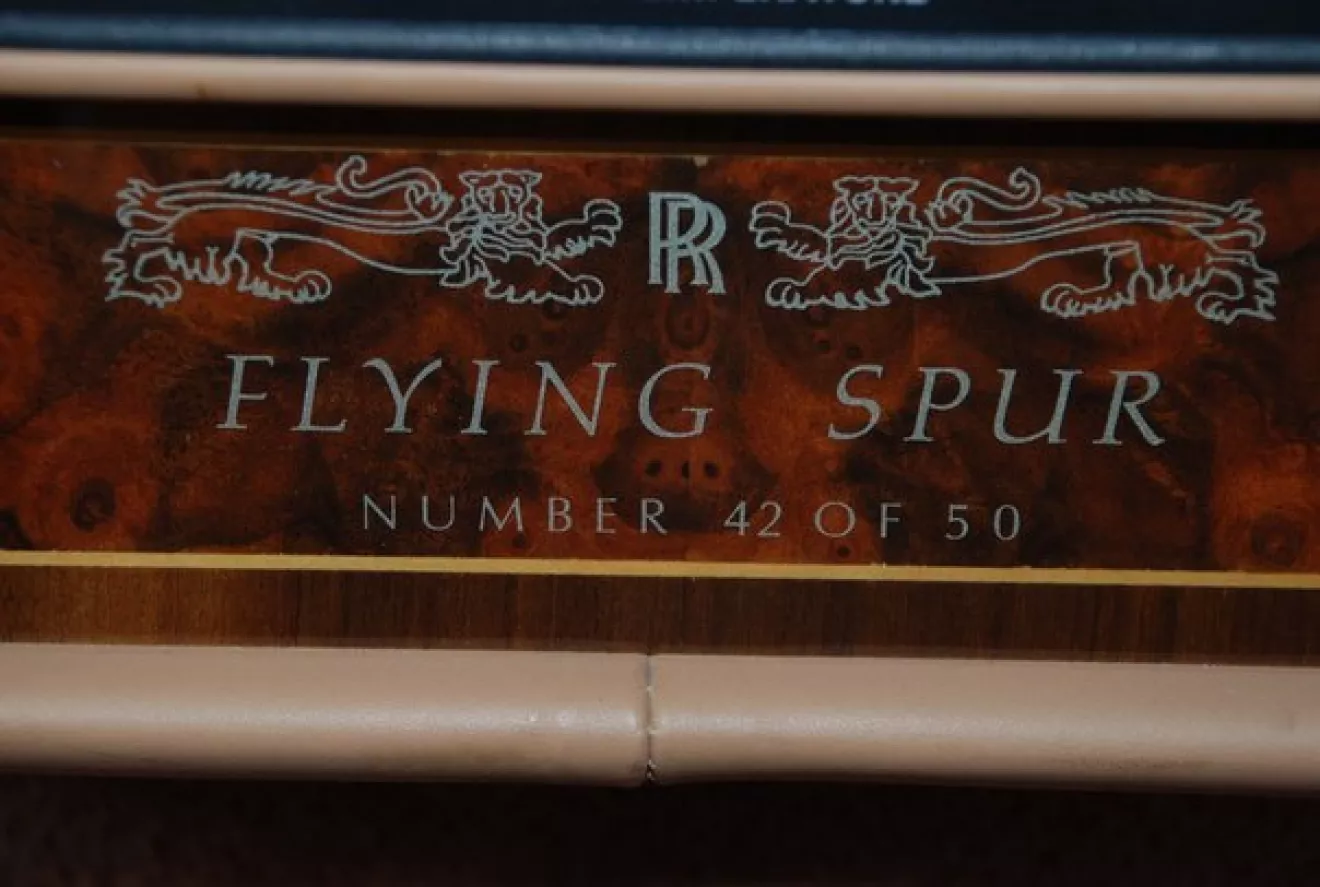 RR
FLYING SPUR
NUMBER 42 OF 50